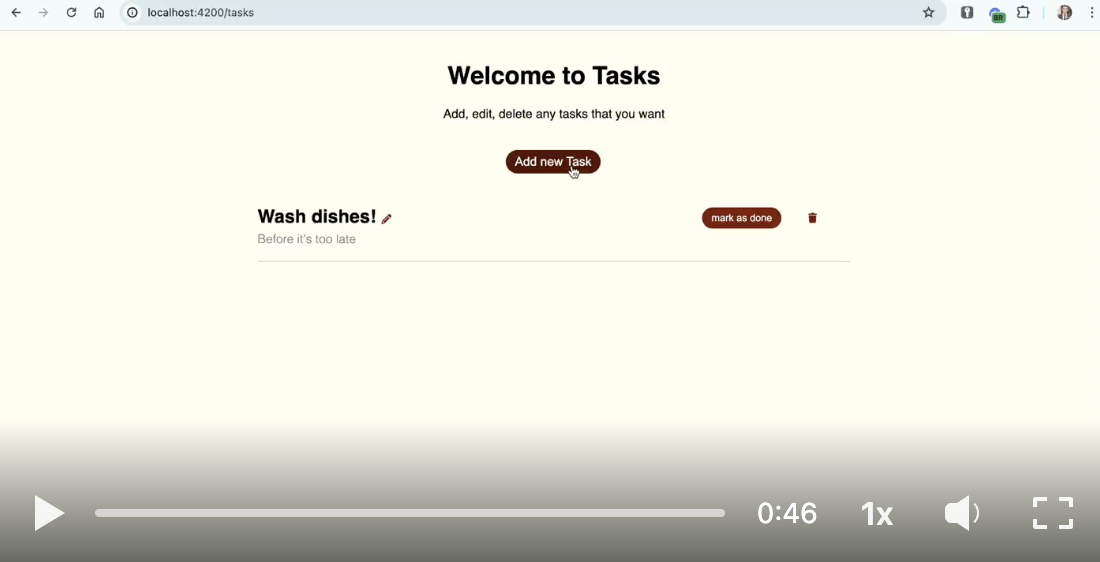 localhost:4200/tasks
BR
Welcome to Tasks
Add, edit, delete any tasks that you want
Add new Task
Wash dishes!
mark as done
Before it's too late
0:46
1x